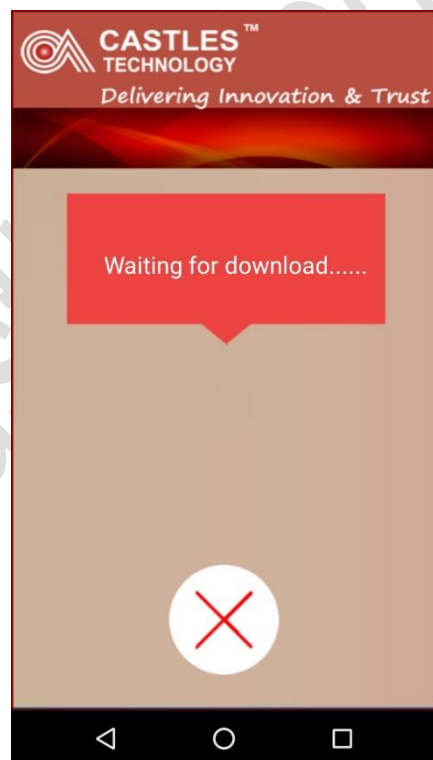 CASTLES™
TECHNOLOGY
Delivering Innovation & Trust
Waiting for download......